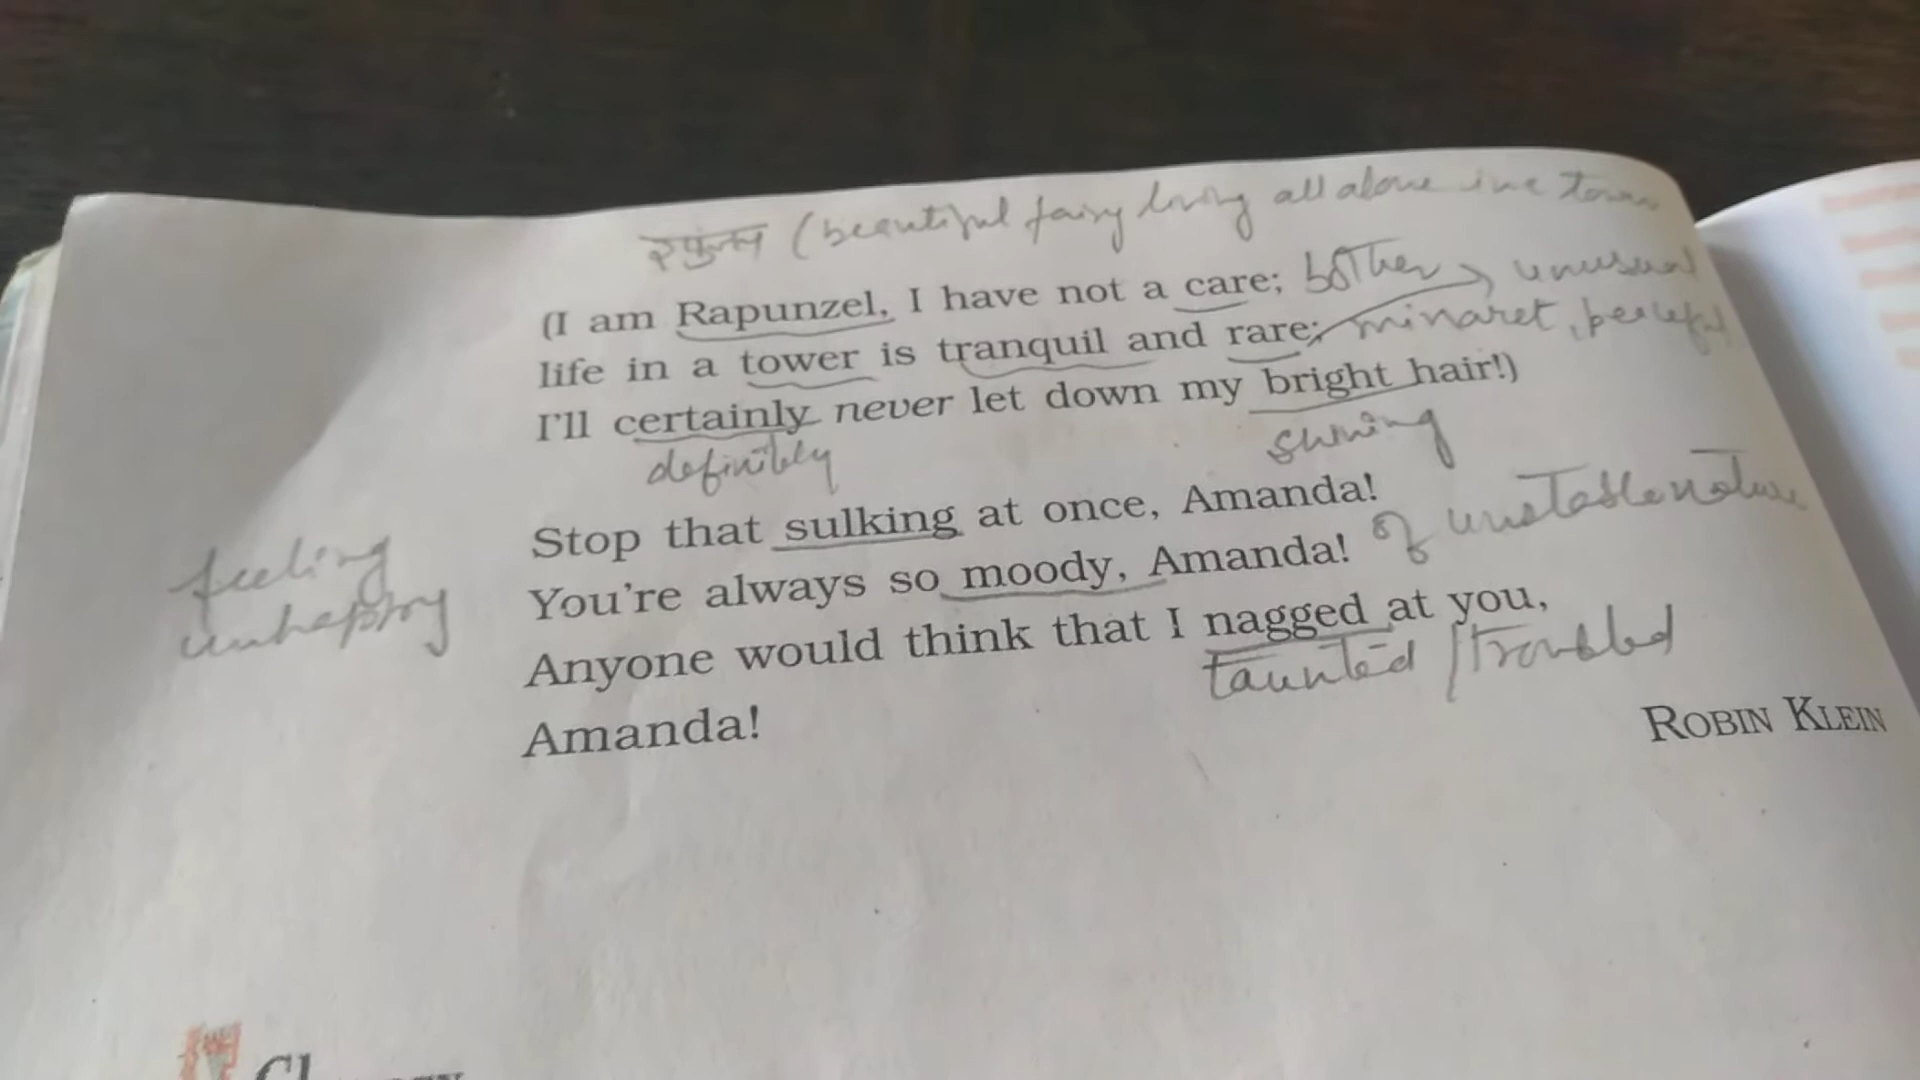 (beautiful fairy living all alone in a tower
(I am Rapunzel, I have not a care; bother unusual
life in a tower is tranquil and rare; minaret, peaceful
I'll certainly never let down my bright hair!)
definitely shining
Stop that sulking at once, Amanda!
feeling unhappy
You're always so moody, Amanda! of unstable nature
Anyone would think that I nagged at you,
taunted / troubled
Amanda!
ROBIN KLEIN